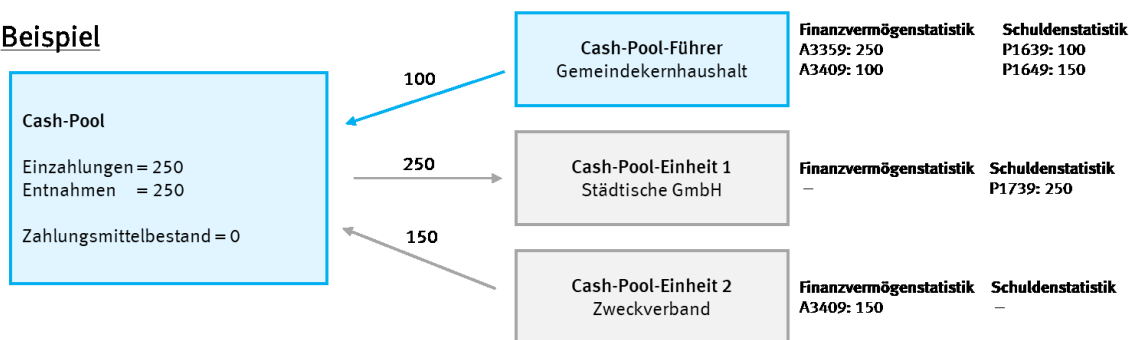 Beispiel
Cash-Pool
Einzahlungen = 250
Entnahmen = 250
Zahlungsmittelbestand = 0
100
250
150
Cash-Pool-Führer
Gemeindekernhaushalt
Finanzvermögenstatistik Schuldenstatistik
A3359: 250 P1639: 100
A3409: 100 P1649: 150
Cash-Pool-Einheit 1
Städtische GmbH
Finanzvermögenstatistik Schuldenstatistik
– P1739: 250
Cash-Pool-Einheit 2
Zweckverband
Finanzvermögenstatistik Schuldenstatistik
A3409: 150 –